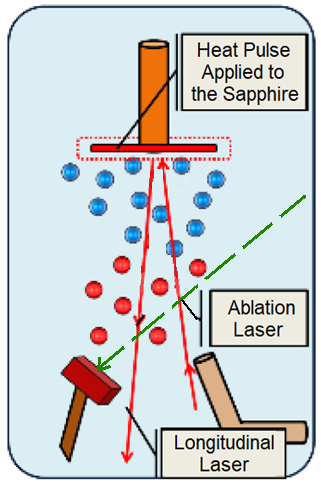 Heat Pulse
Applied to
the Sapphire
Ablation
Laser
Longitudinal
Laser